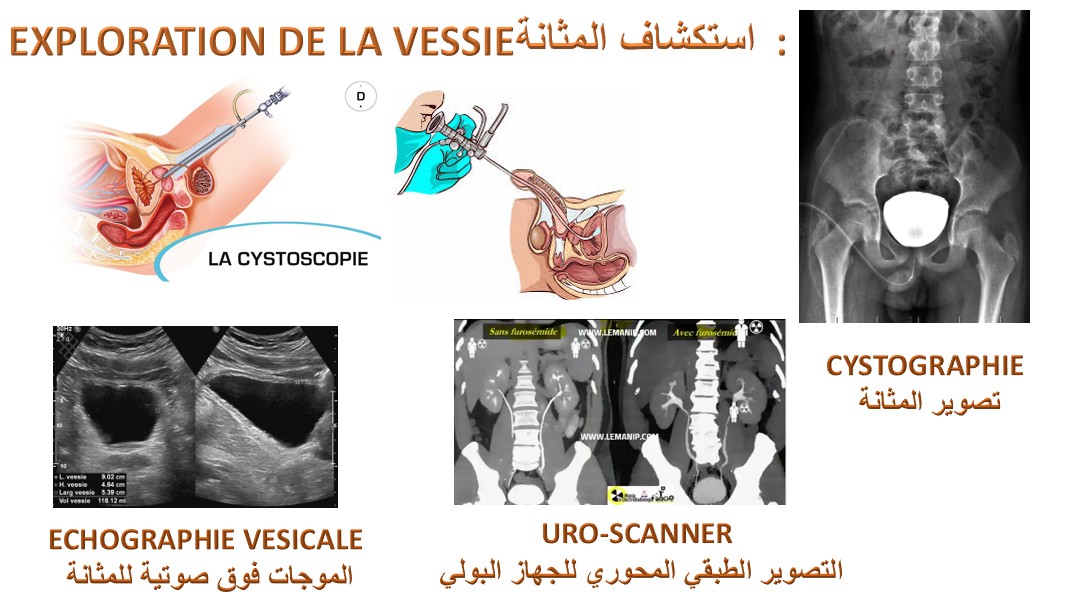 EXPLORATION DE LA VESSIE استكشاف المثانة :
D
LA CYSTOSCOPIE
CYSTOGRAPHIE
تصوير المثانة
30Hz
L. vessie 9.02 cm
H. vessie 4.64 cm
Larg vessie 5.39 cm
Vol vessie 118.12 ml
10
Sans furosémide
WWW.LEMANIP.COM
Avec furosémide
WWW.LEMANIP.COM
ECHOGRAPHIE VESICALE
الموجات فوق صوتية للمثانة
URO-SCANNER
التصوير الطبقي المحوري للجهاز البولي